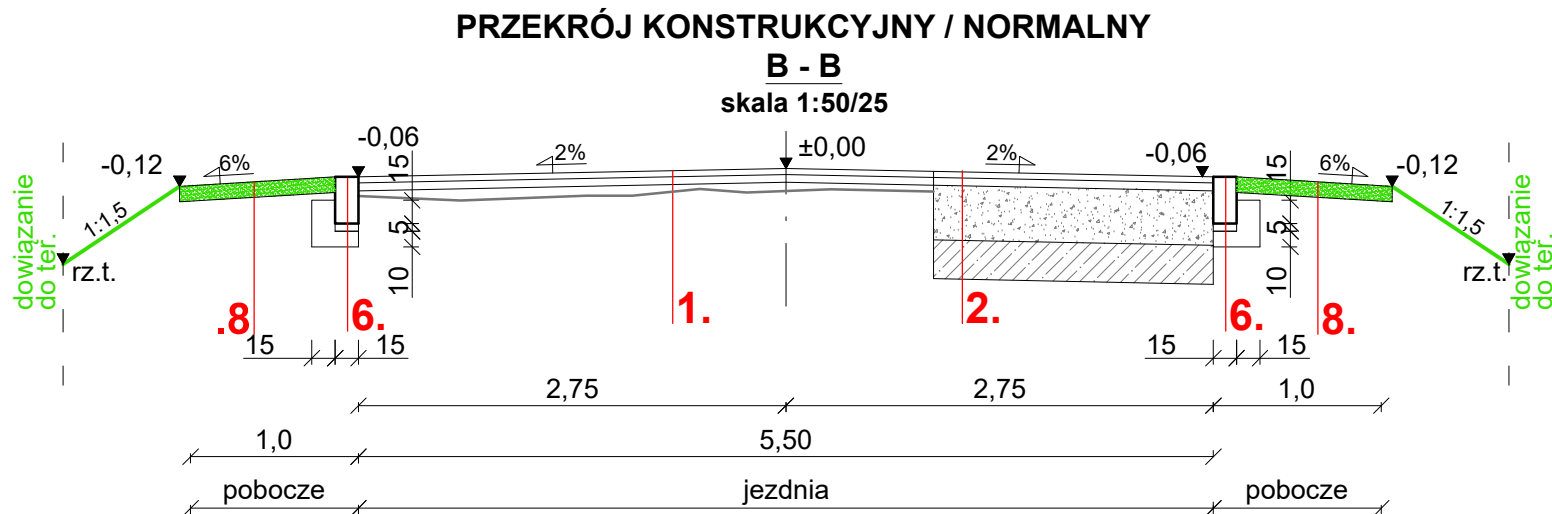 PRZEKRÓJ KONSTRUKCYJNY / NORMALNY
B - B
skala 1:50/25
dowiązanie
do teř.
-0,12
6%
-0,06
15
2%
±0,00
2%
-0,06
15
6%
-0,12
dowiązanie
do teř.
1:1,5
5
5
1:1,5
rz.t.
10
10
rz.t.
.8
6.
1.
2.
6.
8.
15
15
15
15
2,75
2,75
1,0
1,0
5,50
pobocze
jezdnia
pobocze